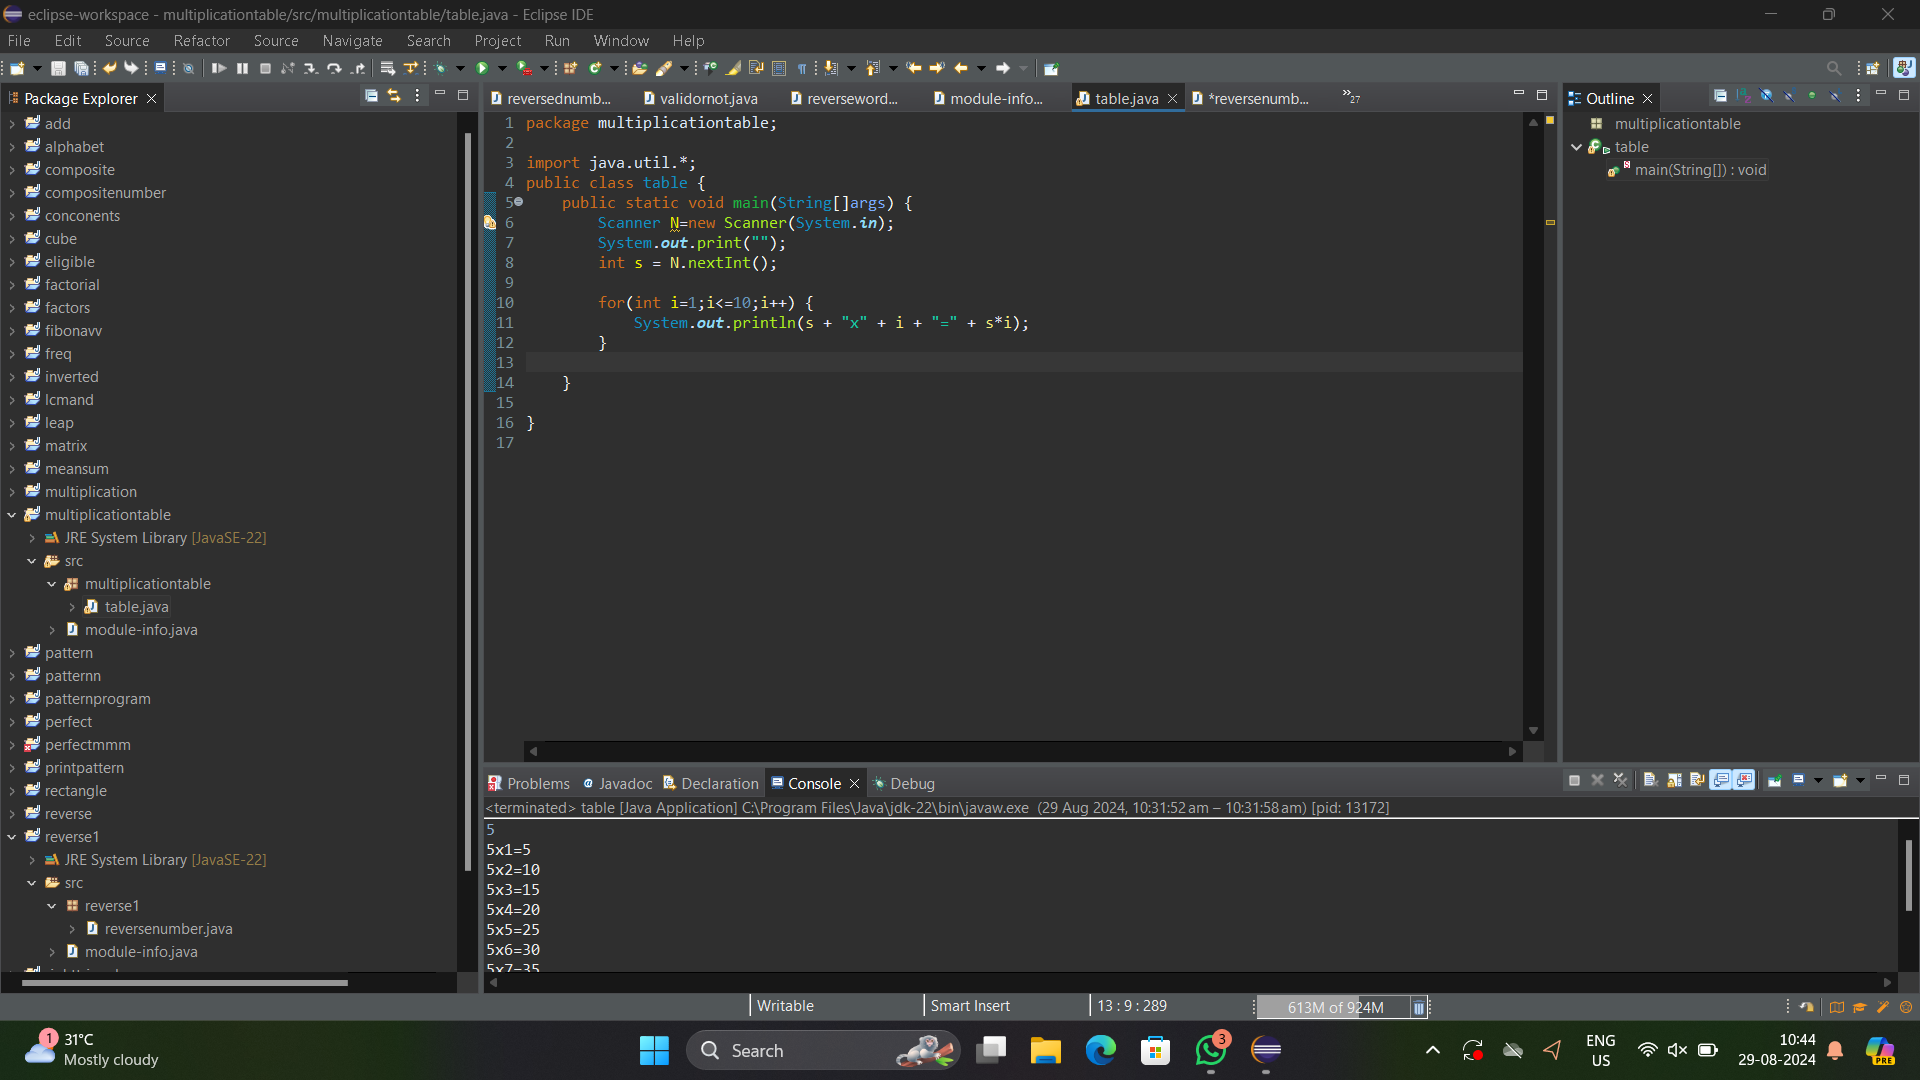 eclipse-workspace - multiplicationtable/src/multiplicationtable/table.java - Eclipse IDE
File Edit Source Refactor Source Navigate Search Project Run Window Help
Package Explorer
add
alphabet
composite
compositenumber
conconents
cube
eligible
factorial
factors
fibonavv
freq
inverted
lcmand
leap
matrix
meansum
multiplication
multiplicationtable
JRE System Library [JavaSE-22]
src
multiplicationtable
table.java
module-info.java
pattern
patternn
patternprogram
perfect
perfectmmm
printpattern
rectangle
reverse
reverse1
JRE System Library [JavaSE-22]
src
reverse1
reversenumber.java
module-info.java
reversednumb... validornot.java reverseword... module-info... table.java *reversenumb... »27
1 package multiplicationtable;
2
3 import java.util.*;
4 public class table {
5 public static void main(String[]args) {
6 Scanner N=new Scanner(System.in);
7 System.out.print("");
8 int s = N.nextInt();
9
10 for(int i=1;i<=10;i++) {
11 System.out.println(s + "x" + i + "=" + s*i);
12 }
13
14 }
15
16 }
17
Outline
multiplicationtable
table
main(String[]) : void
Problems Javadoc Declaration Console Debug
<terminated> table [Java Application] C:\Program Files\Java\jdk-22\bin\javaw.exe (29 Aug 2024, 10:31:52 am – 10:31:58 am) [pid: 13172]
5
5x1=5
5x2=10
5x3=15
5x4=20
5x5=25
5x6=30
5x7=35
Writable Smart Insert 13 : 9 : 289 613M of 924M
1 31°C
Mostly cloudy
Search
3
ENG
US
10:44
29-08-2024
PRE